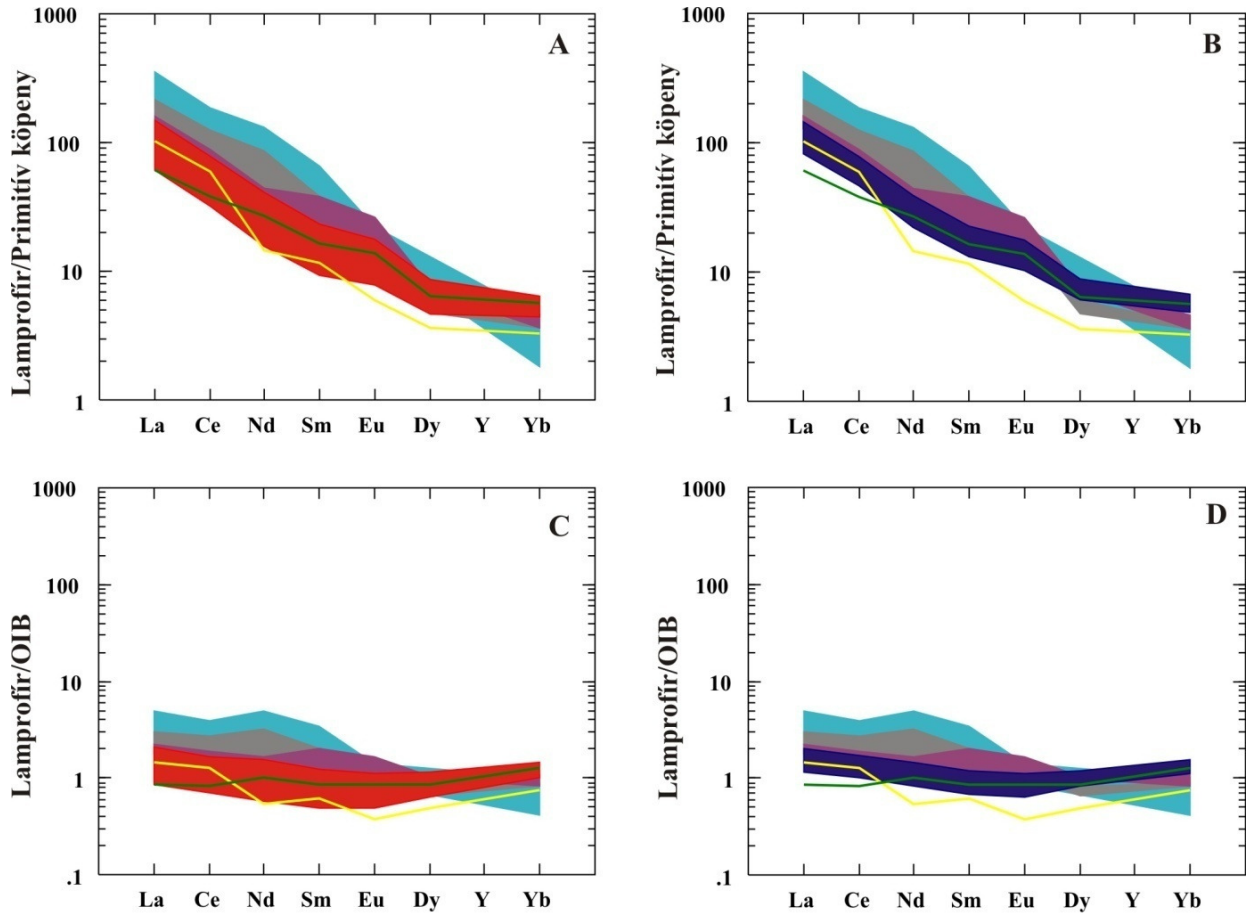 A
Lamprofír/Primitív köpeny
1000
100
10
1
La Ce Nd Sm Eu Dy Y Yb
B
Lamprofír/Primitív köpeny
1000
100
10
1
La Ce Nd Sm Eu Dy Y Yb
C
Lamprofír/OIB
1000
100
10
1
.1
La Ce Nd Sm Eu Dy Y Yb
D
Lamprofír/OIB
1000
100
10
1
.1
La Ce Nd Sm Eu Dy Y Yb